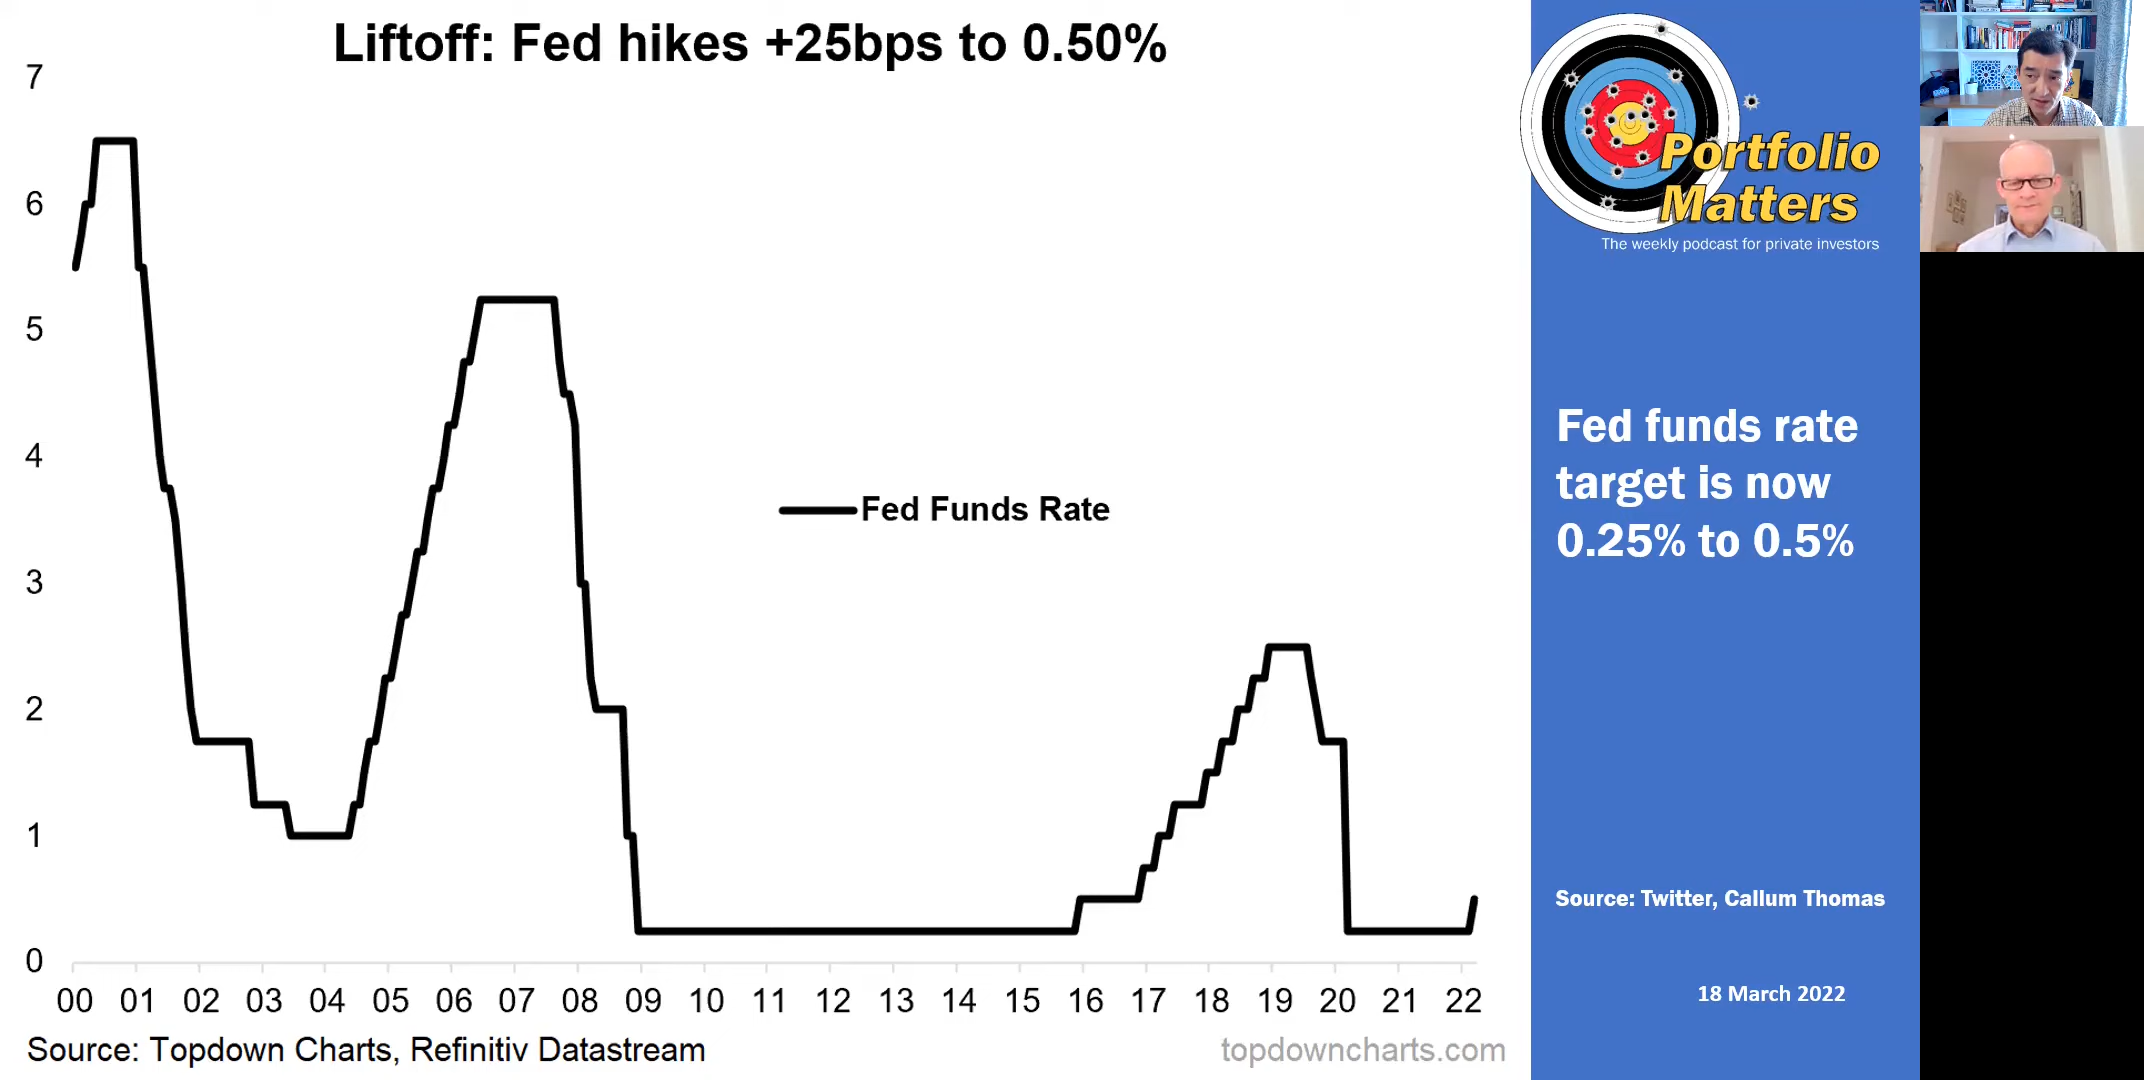 Liftoff: Fed hikes +25bps to 0.50%
7
6
5
4
3
2
1
0
Fed Funds Rate
00 01 02 03 04 05 06 07 08 09 10 11 12 13 14 15 16 17 18 19 20 21 22
Source: Topdown Charts, Refinitiv Datastream
topdowncharts.com
Portfolio
Matters
The weekly podcast for private investors
Fed funds rate
target is now
0.25% to 0.5%
Source: Twitter, Callum Thomas
18 March 2022